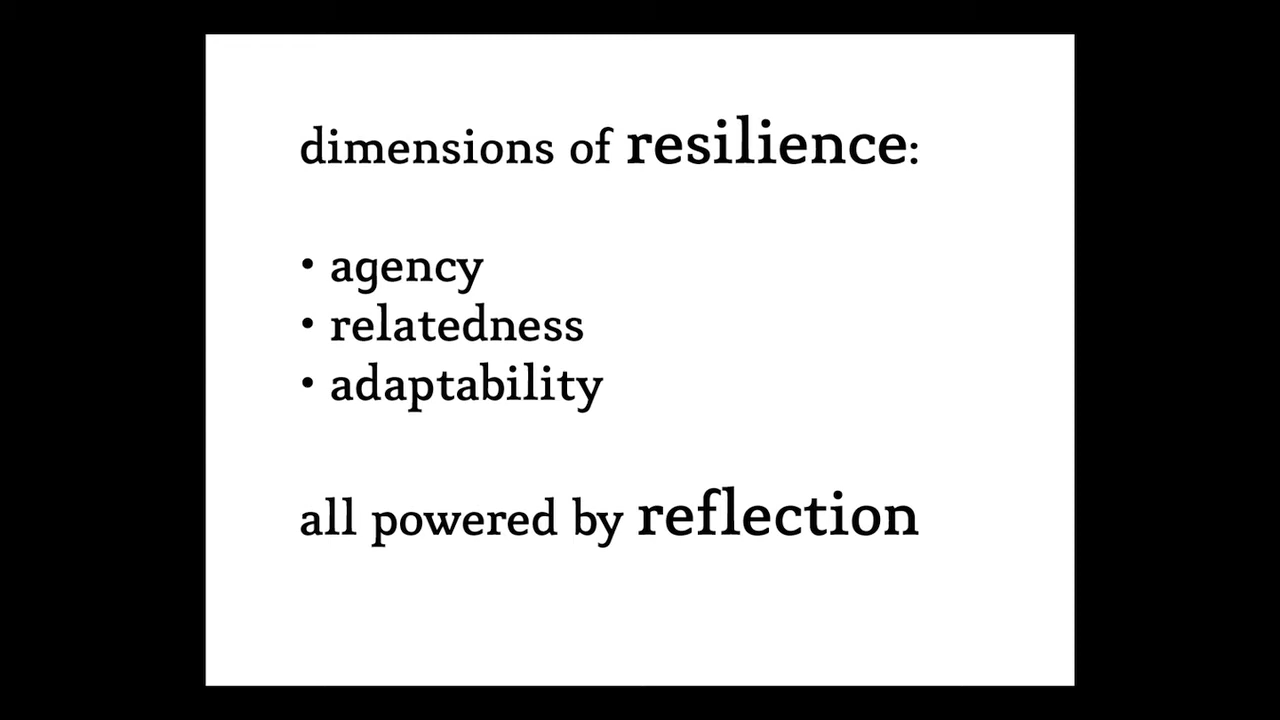 dimensions of resilience:
• agency
• relatedness
• adaptability
all powered by reflection